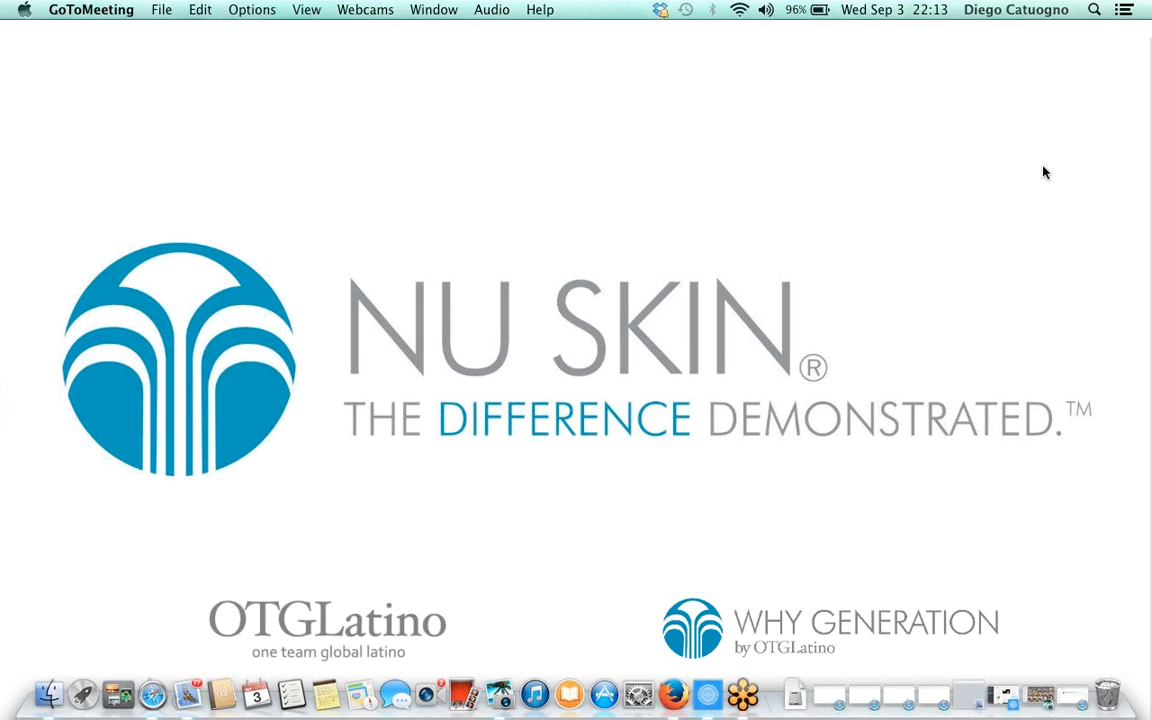 GoToMeeting File Edit Options View Webcams Window Audio Help 96% Wed Sep 3 22:13 Diego Catuogno
NU SKIN®
THE DIFFERENCE DEMONSTRATED.™
OTGLatino
one team global latino
WHY GENERATION
by OTGLatino
3